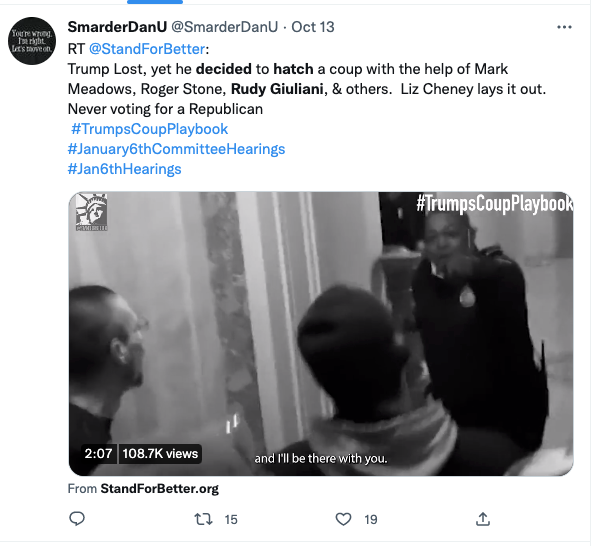 You're wrong.
I'm right.
Let's move on.
SmarderDanU @SmarderDanU · Oct 13
RT @StandForBetter:
Trump Lost, yet he decided to hatch a coup with the help of Mark
Meadows, Roger Stone, Rudy Giuliani, & others.  Liz Cheney lays it out.
Never voting for a Republican
#TrumpsCoupPlaybook
#January6thCommitteeHearings
#Jan6thHearings
#TrumpsCoupPlaybook
and I'll be there with you.
2:07 108.7K views
From StandForBetter.org
15 19